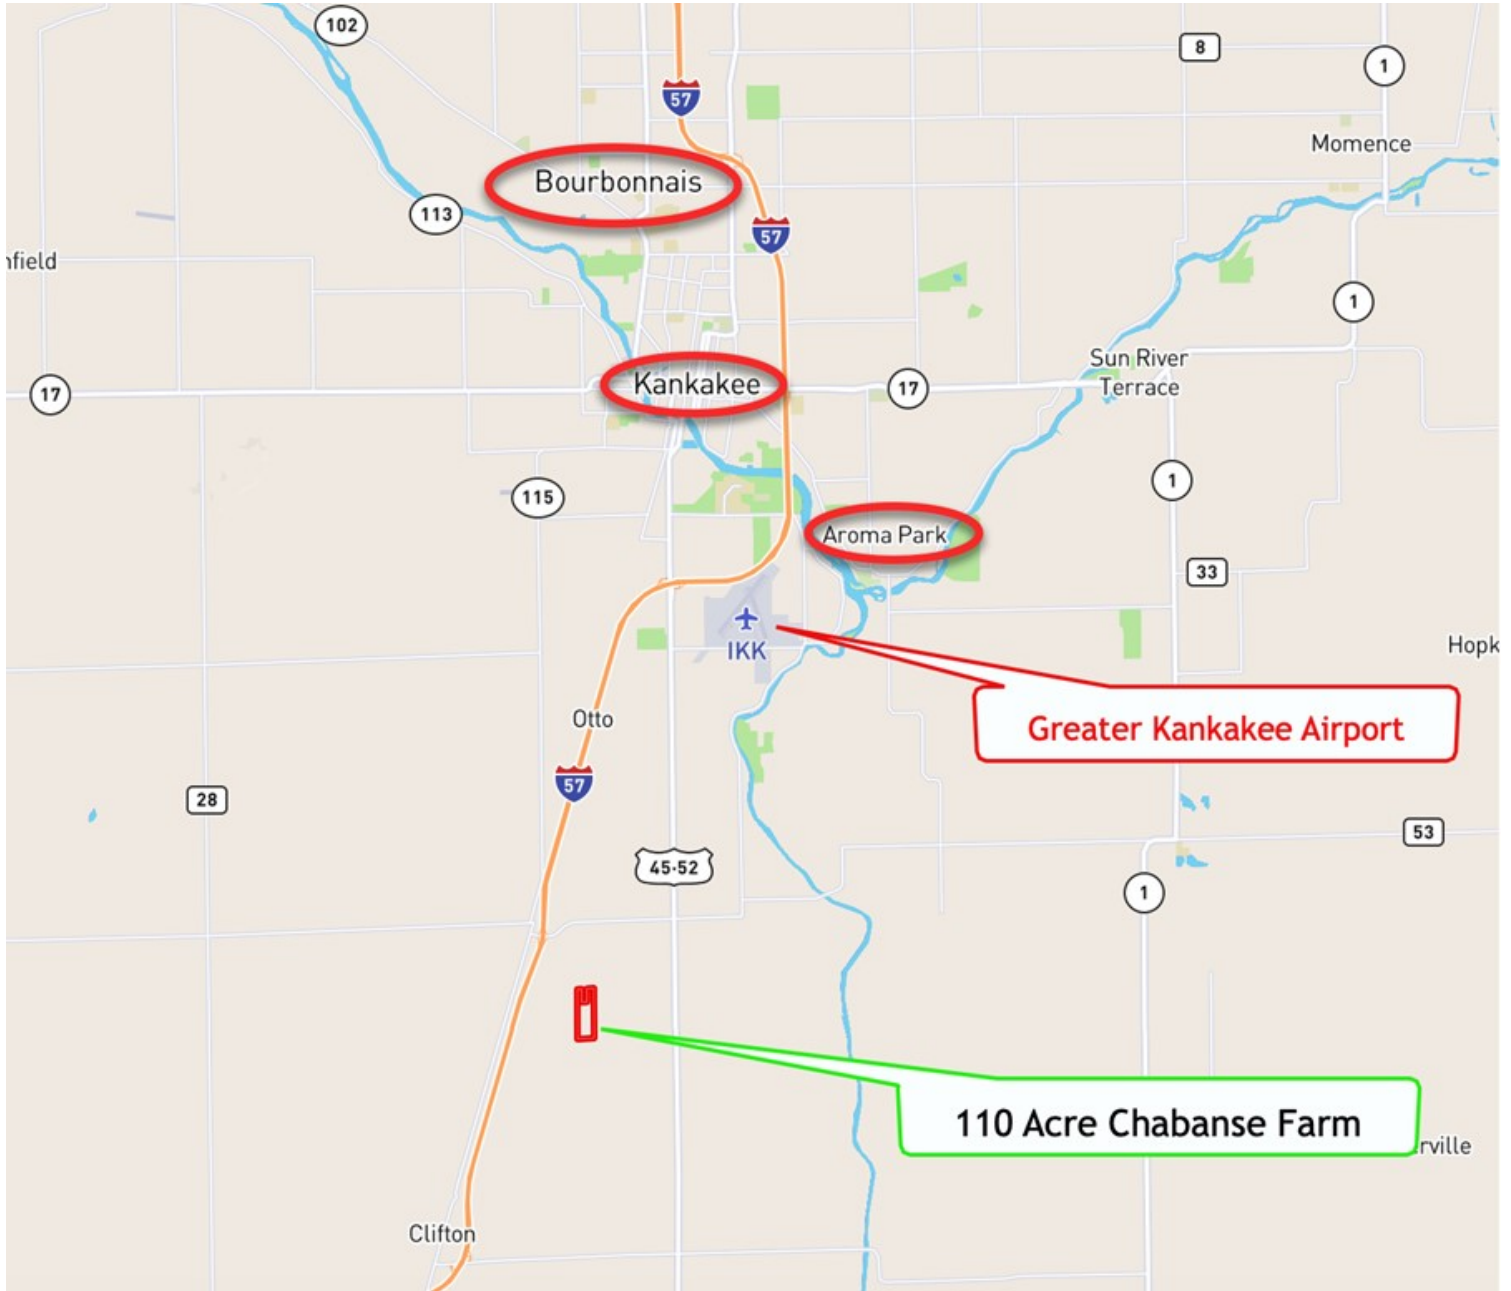 102
8
1
57
Momence
Bourbonnais
113
57
nfield
1
Sun River
Terrace
Kankakee
17
17
1
115
Aroma Park
33
IKK
Hopk
Greater Kankakee Airport
Otto
57
28
53
45·52
1
110 Acre Chabanse Farm
rville
Clifton